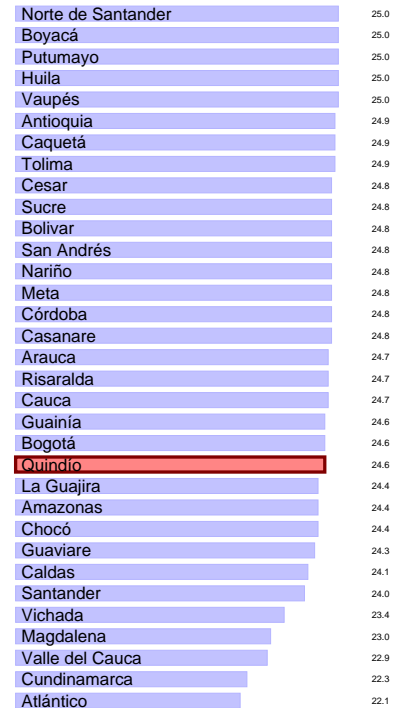 Norte de Santander 25.0
Boyacá 25.0
Putumayo 25.0
Huila 25.0
Vaupés 25.0
Antioquia 24.9
Caquetá 24.9
Tolima 24.9
Cesar 24.8
Sucre 24.8
Bolivar 24.8
San Andrés 24.8
Nariño 24.8
Meta 24.8
Córdoba 24.8
Casanare 24.8
Arauca 24.7
Risaralda 24.7
Cauca 24.7
Guainía 24.6
Bogotá 24.6
Quindío 24.6
La Guajira 24.4
Amazonas 24.4
Chocó 24.4
Guaviare 24.3
Caldas 24.1
Santander 24.0
Vichada 23.4
Magdalena 23.0
Valle del Cauca 22.9
Cundinamarca 22.3
Atlántico 22.1